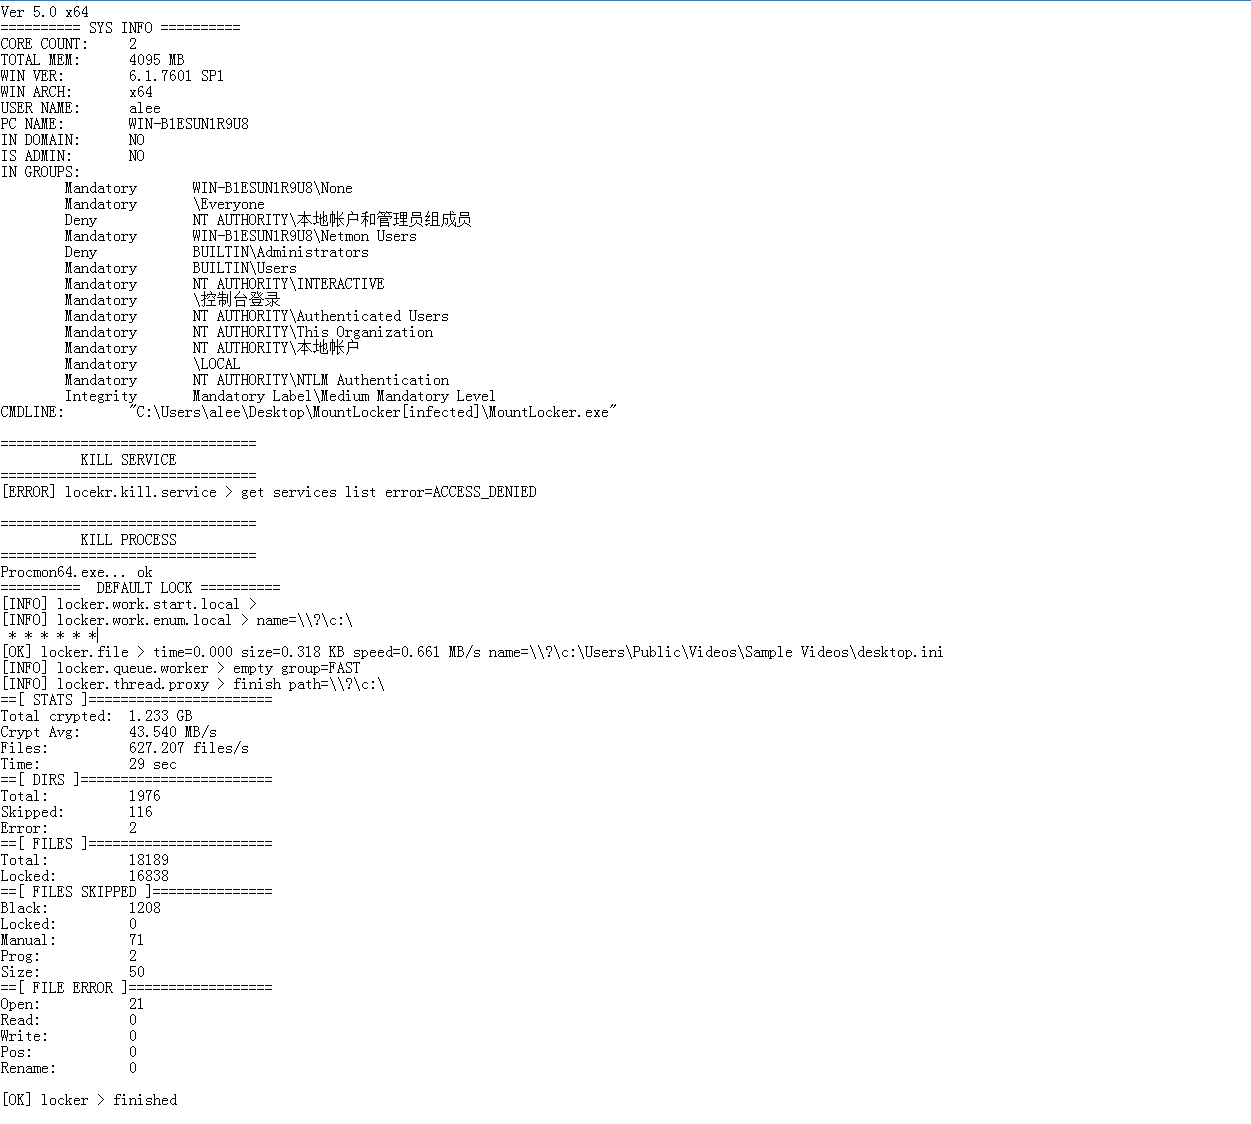 Ver 5.0 x64
========== SYS INFO ==========
CORE COUNT:     2
TOTAL MEM:      4095 MB
WIN VER:        6.1.7601 SP1
WIN ARCH:       x64
USER NAME:      alee
PC NAME:        WIN-B1ESUN1R9U8
IN DOMAIN:      NO
IS ADMIN:       NO
IN GROUPS:
        Mandatory       WIN-B1ESUN1R9U8\None
        Mandatory       \Everyone
        Deny            NT AUTHORITY\本地帐户和管理员组成员
        Mandatory       WIN-B1ESUN1R9U8\Netmon Users
        Deny            BUILTIN\Administrators
        Mandatory       BUILTIN\Users
        Mandatory       NT AUTHORITY\INTERACTIVE
        Mandatory       \控制台登录
        Mandatory       NT AUTHORITY\Authenticated Users
        Mandatory       NT AUTHORITY\This Organization
        Mandatory       NT AUTHORITY\本地帐户
        Mandatory       \LOCAL
        Mandatory       NT AUTHORITY\NTLM Authentication
        Integrity       Mandatory Label\Medium Mandatory Level
CMDLINE:        "C:\Users\alee\Desktop\MountLocker[infected]\MountLocker.exe"
================================
          KILL SERVICE
================================
[ERROR] locekr.kill.service > get services list error=ACCESS_DENIED
================================
          KILL PROCESS
================================
Procmon64.exe... ok
==========  DEFAULT LOCK ==========
[INFO] locker.work.start.local >
[INFO] locker.work.enum.local > name=\\?\c:\
 * * * * * *
[OK] locker.file > time=0.000 size=0.318 KB speed=0.661 MB/s name=\\?\c:\Users\Public\Videos\Sample Videos\desktop.ini
[INFO] locker.queue.worker > empty group=FAST
[INFO] locker.thread.proxy > finish path=\\?\c:\
==[ STATS ]=======================
Total crypted:  1.233 GB
Crypt Avg:      43.540 MB/s
Files:          627.207 files/s
Time:           29 sec
==[ DIRS ]========================
Total:          1976
Skipped:        116
Error:          2
==[ FILES ]=======================
Total:          18189
Locked:         16838
==[ FILES SKIPPED ]===============
Black:          1208
Locked:         0
Manual:         71
Prog:           2
Size:           50
==[ FILE ERROR ]==================
Open:           21
Read:           0
Write:          0
Pos:            0
Rename:         0
[OK] locker > finished